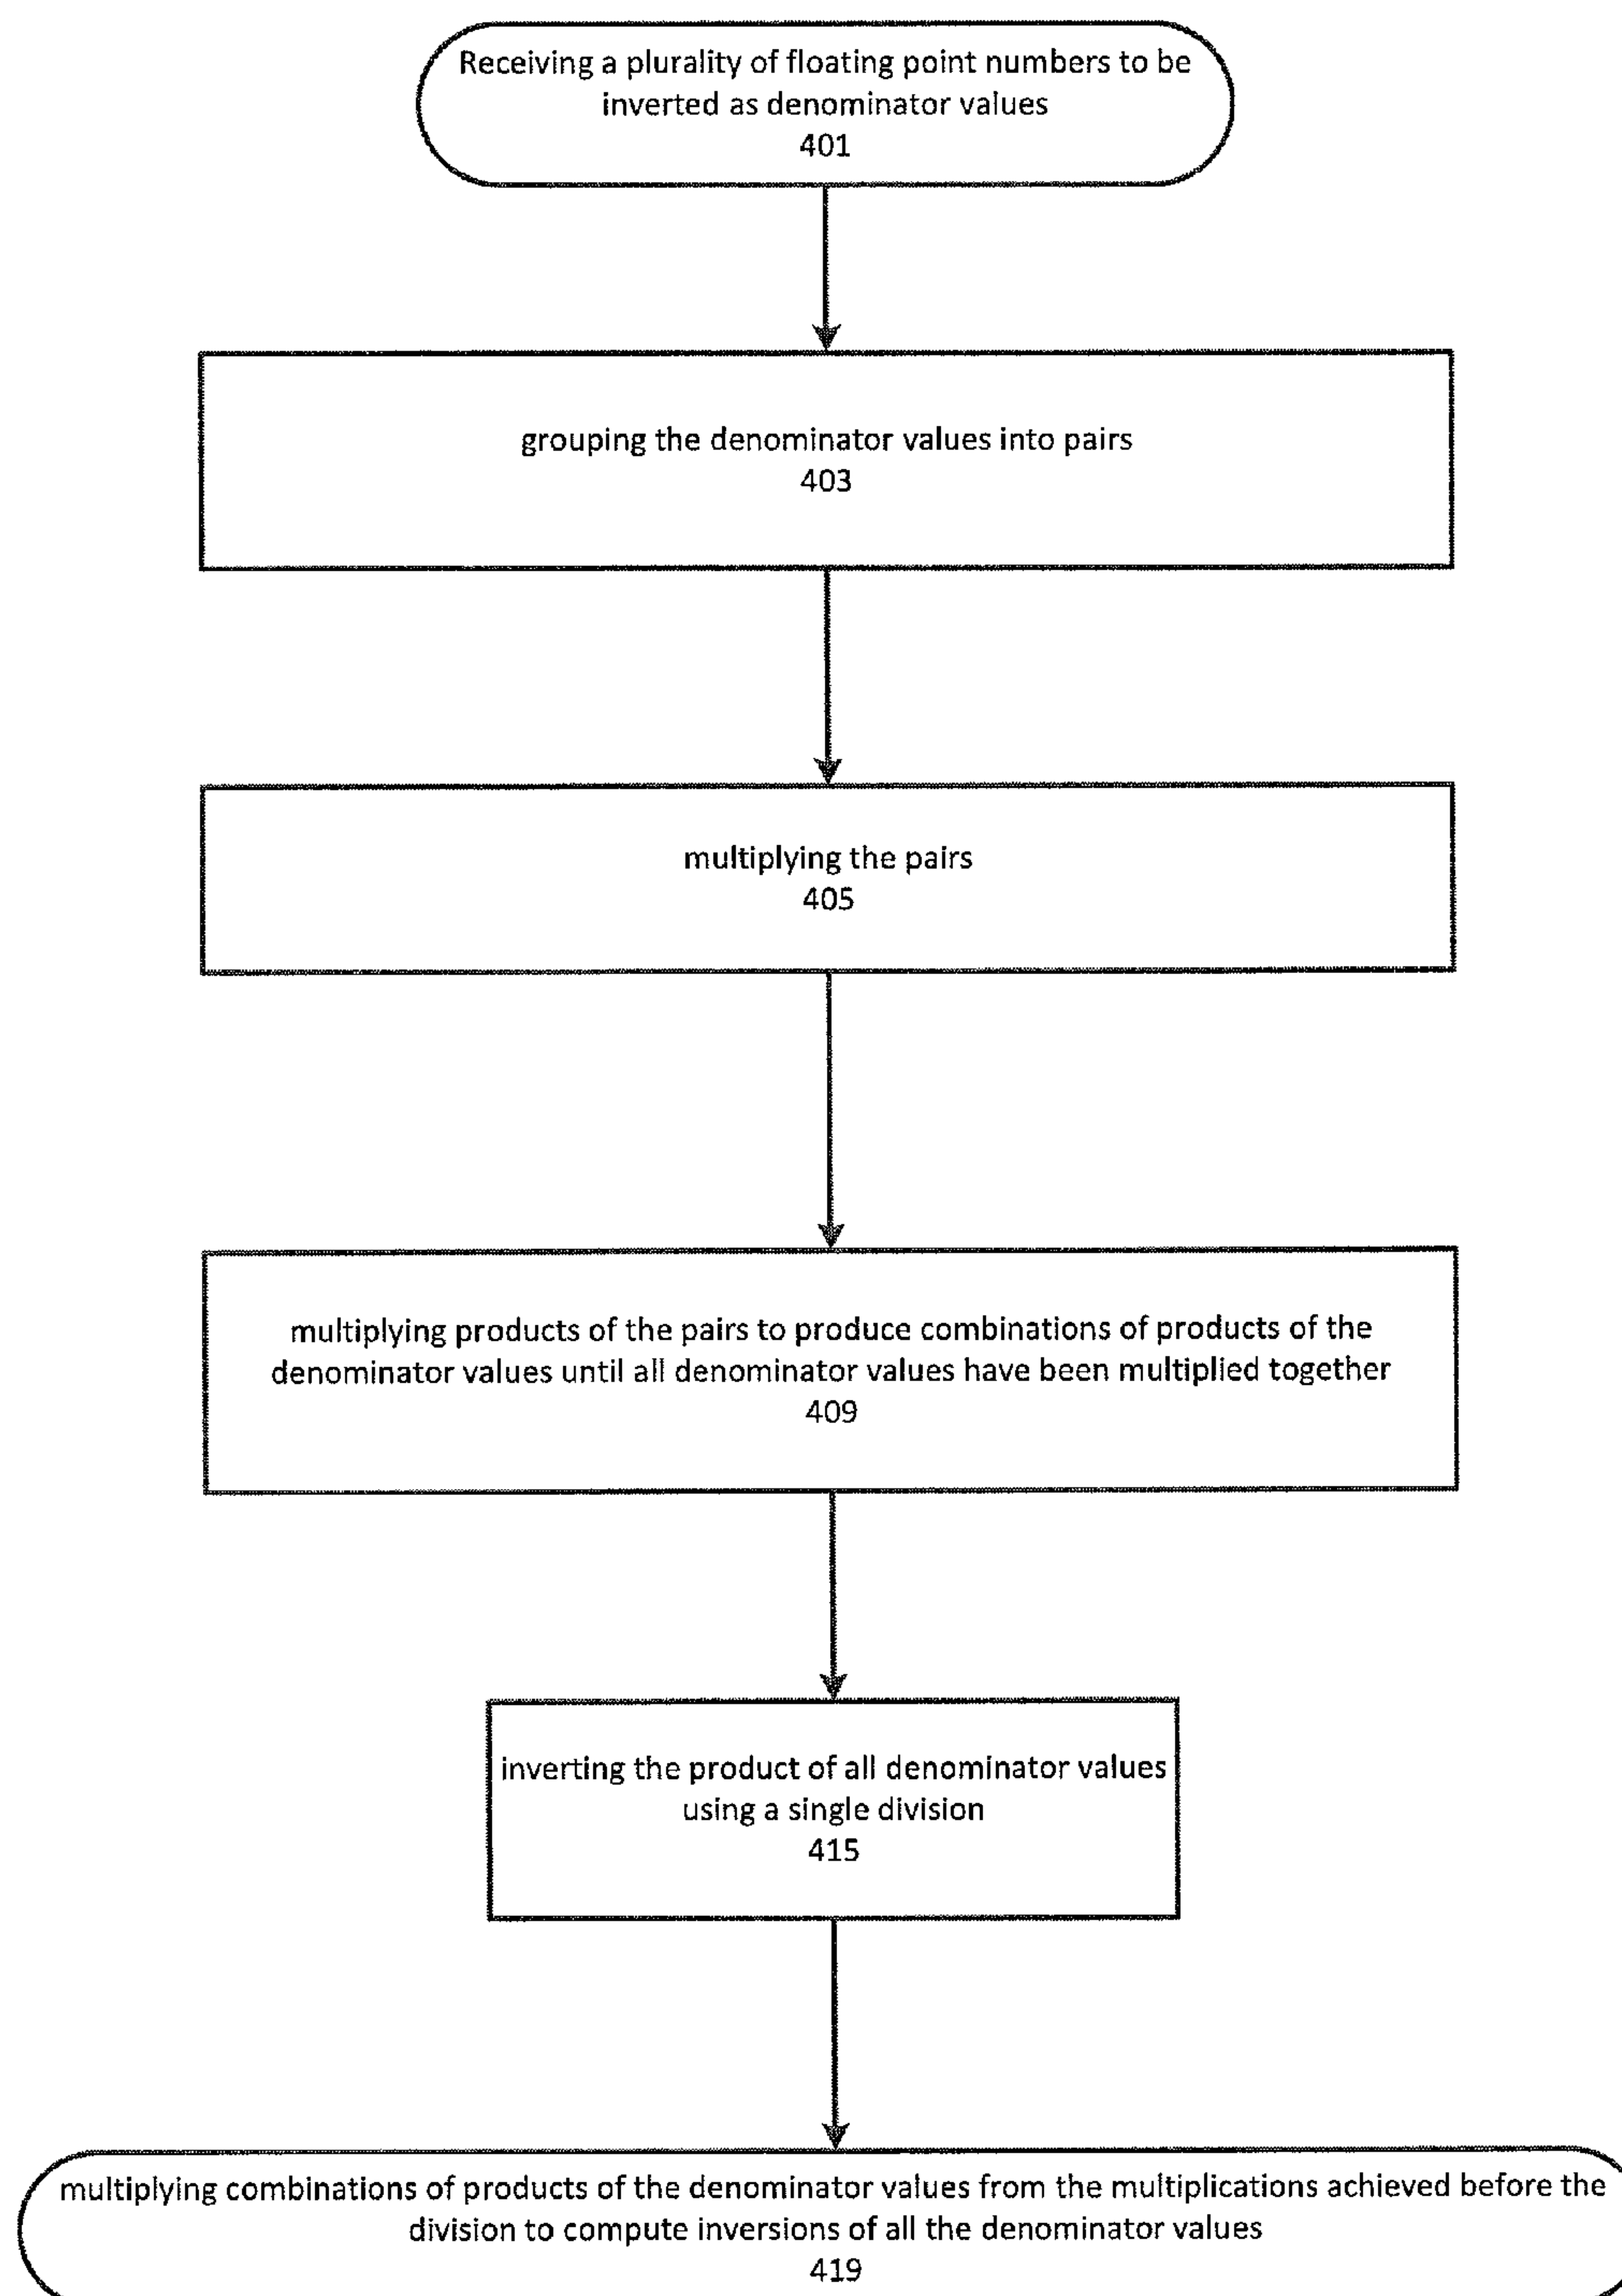 Receiving a plurality of floating point numbers to be
inverted as denominator values
401
grouping the denominator values into pairs
403
multiplying the pairs
405
multiplying products of the pairs to produce combinations of products of the
denominator values until all denominator values have been multiplied together
409
inverting the product of all denominator values
using a single division
415
multiplying combinations of products of the denominator values from the multiplications achieved before the
division to compute inversions of all the denominator values
419